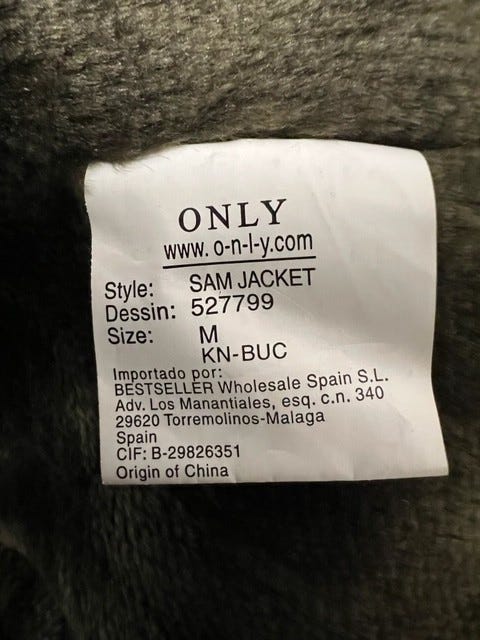 ONLY
www.o-n-l-y.com
Style: SAM JACKET
Dessin: 527799
Size: M
KN-BUC
Importado por:
BESTSELLER Wholesale Spain S.L.
Adv. Los Manantiales, esq. c.n. 340
29620 Torremolinos-Malaga
Spain
CIF: B-29826351
Origin of China